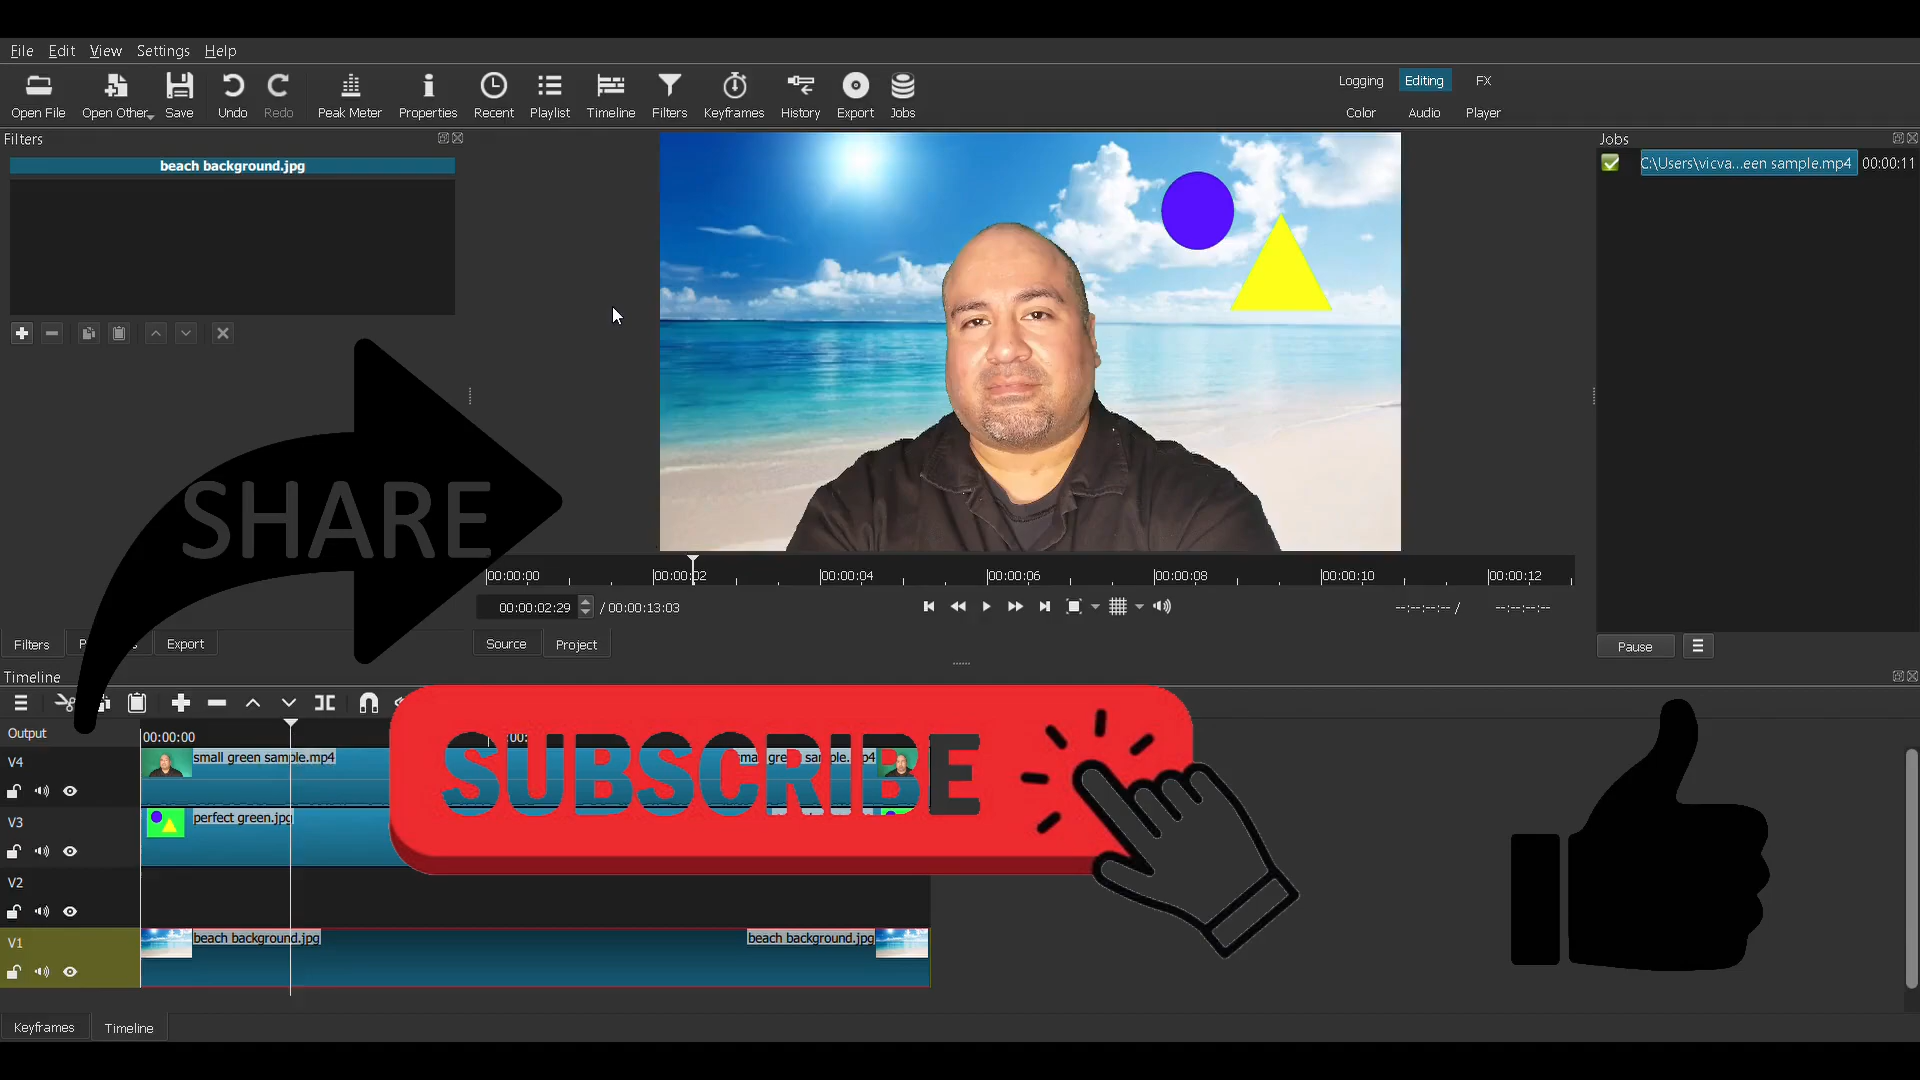 File Edit View Settings Help
Open File Open Other Save Undo Redo Peak Meter Properties Recent Playlist Timeline Filters Keyframes History Export Jobs
Logging Editing FX
Color Audio Player
Filters
beach background.jpg
Jobs
C:\Users\vicva...een sample.mp4 00:00:11
SHARE
00:00:00 00:00:02 00:00:04 00:00:06 00:00:08 00:00:10 00:00:12
00:00:02:29 / 00:00:13:03 --:--:--:-- / --:--:--:--
Filters Export
Source Project
Pause
Timeline
Output
00:00:00
V4
small green sample.mp4
SUBSCRIBE
V3
perfect green.jpg
V2
V1
beach background.jpg beach background.jpg
Keyframes Timeline